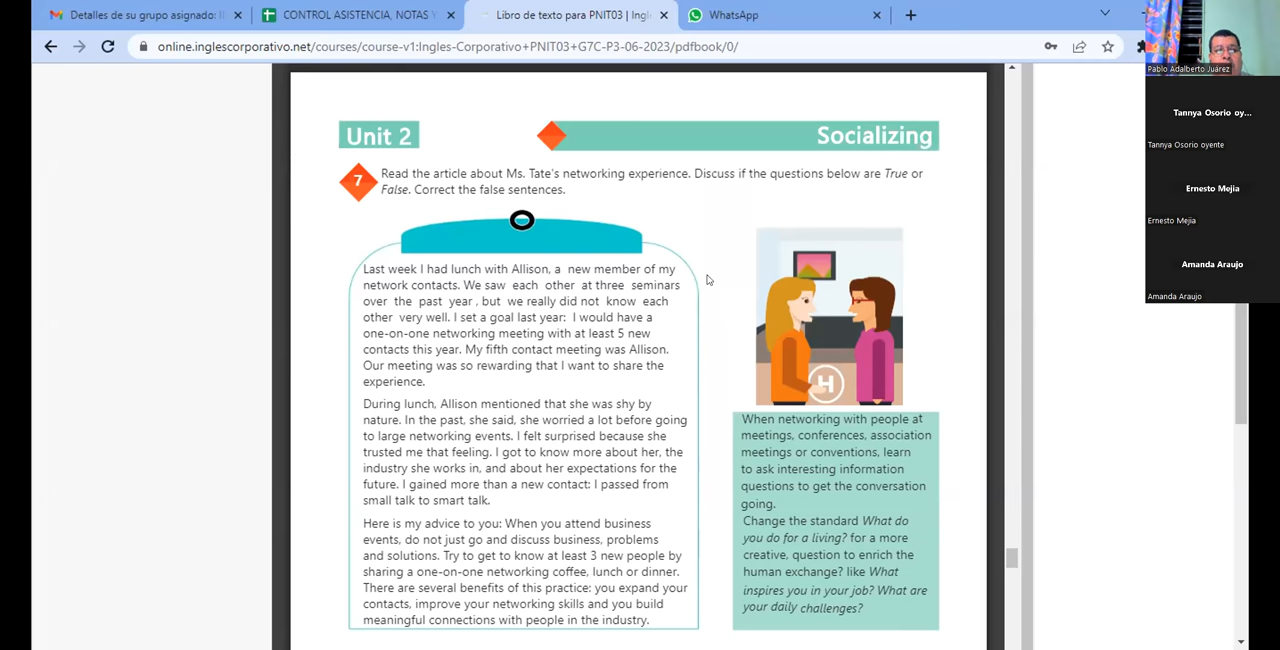 Detalles de su grupo asignado: I
CONTROL ASISTENCIA, NOTAS Y
Libro de texto para PNIT03 | Ingle
WhatsApp
online.inglescorporativo.net/courses/course-v1:Ingles-Corporativo+PNIT03+G7C-P3-06-2023/pdfbook/0/
Pablo Adalberto Juárez
Tannya Osorio oy...
Tannya Osorio oyente
Ernesto Mejia
Ernesto Mejia
Amanda Araujo
Amanda Araujo
Unit 2
Socializing
7
Read the article about Ms. Tate's networking experience. Discuss if the questions below are True or
False. Correct the false sentences.
Last week I had lunch with Allison, a new member of my
network contacts. We saw each other at three seminars
over the past year , but we really did not know each
other very well. I set a goal last year: I would have a
one-on-one networking meeting with at least 5 new
contacts this year. My fifth contact meeting was Allison.
Our meeting was so rewarding that I want to share the
experience.
During lunch, Allison mentioned that she was shy by
nature. In the past, she said, she worried a lot before going
to large networking events. I felt surprised because she
trusted me that feeling. I got to know more about her, the
industry she works in, and about her expectations for the
future. I gained more than a new contact: I passed from
small talk to smart talk.
Here is my advice to you: When you attend business
events, do not just go and discuss business, problems
and solutions. Try to get to know at least 3 new people by
sharing a one-on-one networking coffee, lunch or dinner.
There are several benefits of this practice: you expand your
contacts, improve your networking skills and you build
meaningful connections with people in the industry.
H
When networking with people at
meetings, conferences, association
meetings or conventions, learn
to ask interesting information
questions to get the conversation
going.
Change the standard What do
you do for a living? for a more
creative, question to enrich the
human exchange? like What
inspires you in your job? What are
your daily challenges?